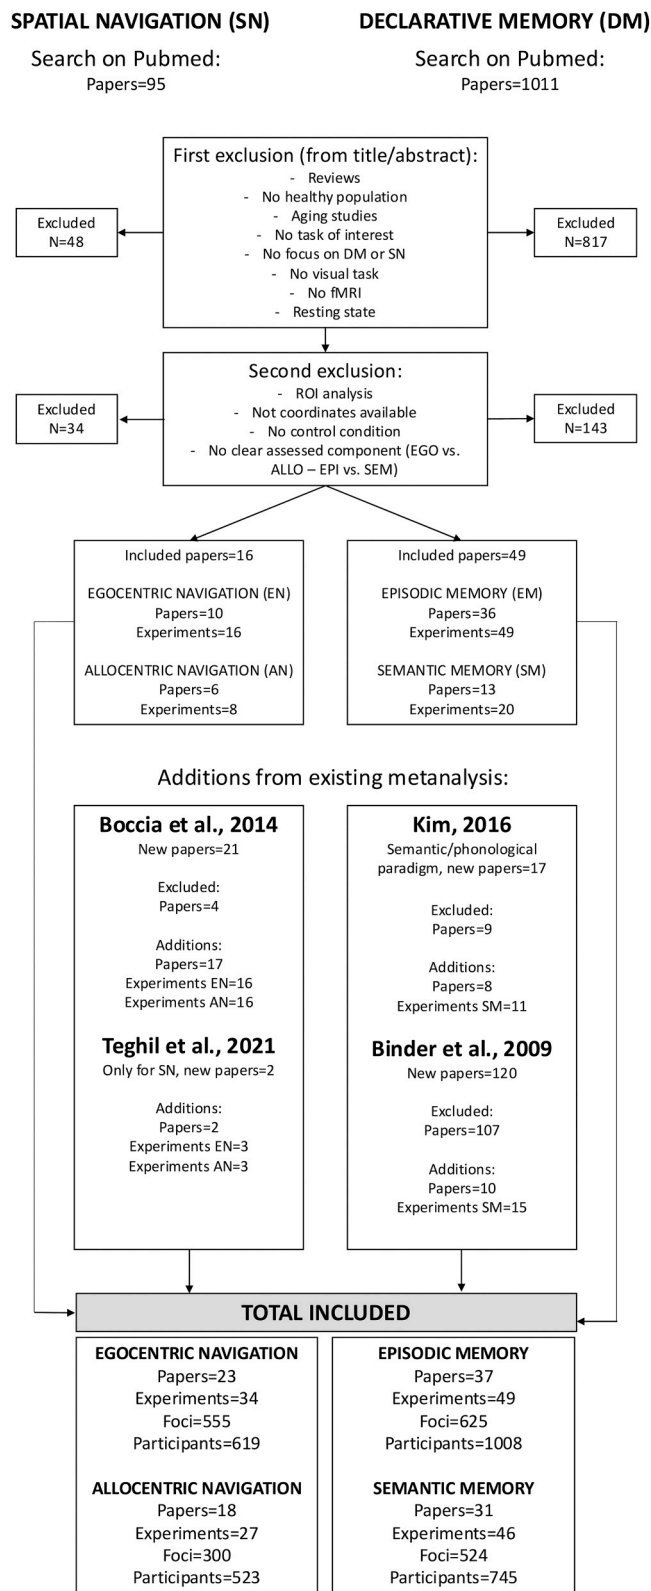 SPATIAL NAVIGATION (SN)
Search on Pubmed:
Papers=95
DECLARATIVE MEMORY (DM)
Search on Pubmed:
Papers=1011
First exclusion (from title/abstract):
- Reviews
- No healthy population
- Aging studies
- No task of interest
- No focus on DM or SN
- No visual task
- No fMRI
- Resting state
Excluded
N=48
Excluded
N=817
Second exclusion:
- ROI analysis
- Not coordinates available
- No control condition
- No clear assessed component (EGO vs.
ALLO – EPI vs. SEM)
Excluded
N=34
Excluded
N=143
Included papers=16
EGOCENTRIC NAVIGATION (EN)
Papers=10
Experiments=16
ALLOCENTRIC NAVIGATION (AN)
Papers=6
Experiments=8
Included papers=49
EPISODIC MEMORY (EM)
Papers=36
Experiments=49
SEMANTIC MEMORY (SM)
Papers=13
Experiments=20
Additions from existing metanalysis:
Boccia et al., 2014
New papers=21
Excluded:
Papers=4
Additions:
Papers=17
Experiments EN=16
Experiments AN=16
Teghil et al., 2021
Only for SN, new papers=2
Additions:
Papers=2
Experiments EN=3
Experiments AN=3
Kim, 2016
Semantic/phonological
paradigm, new papers=17
Excluded:
Papers=9
Additions:
Papers=8
Experiments SM=11
Binder et al., 2009
New papers=120
Excluded:
Papers=107
Additions:
Papers=10
Experiments SM=15
TOTAL INCLUDED
EGOCENTRIC NAVIGATION
Papers=23
Experiments=34
Foci=555
Participants=619
ALLOCENTRIC NAVIGATION
Papers=18
Experiments=27
Foci=300
Participants=523
EPISODIC MEMORY
Papers=37
Experiments=49
Foci=625
Participants=1008
SEMANTIC MEMORY
Papers=31
Experiments=46
Foci=524
Participants=745